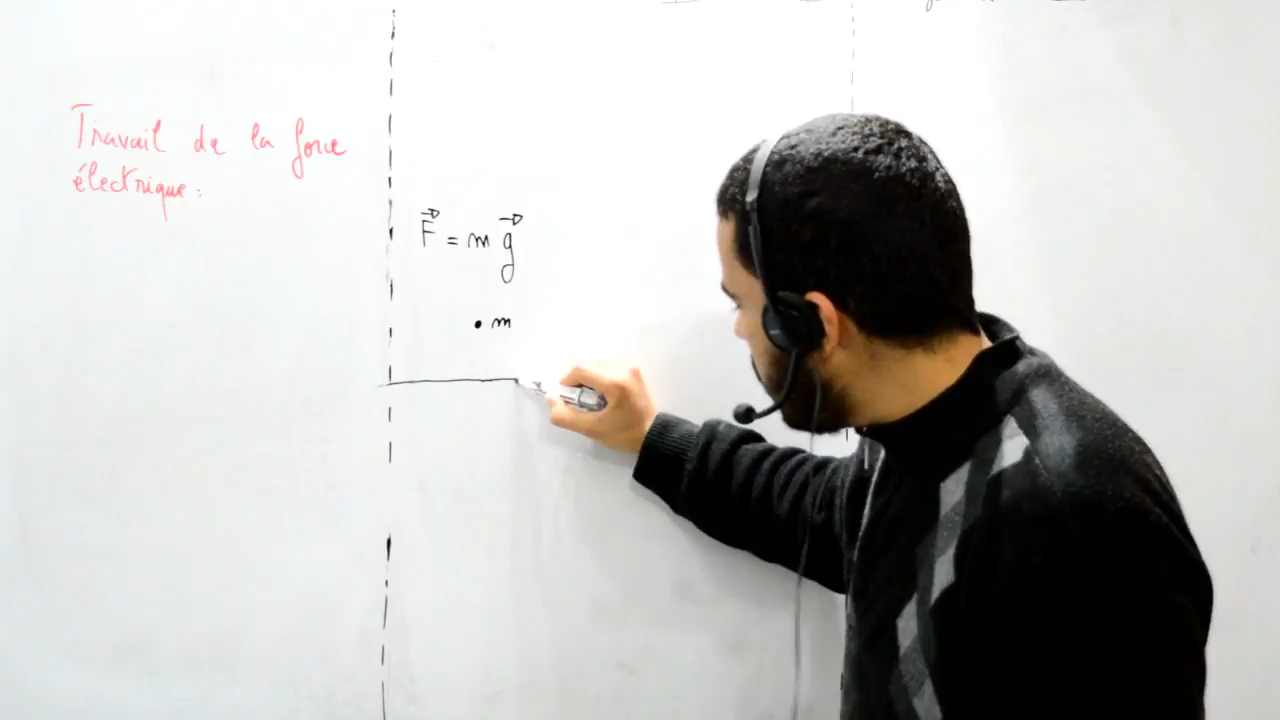 Travail de la force
électrique :
F⃗ = m g⃗
• m